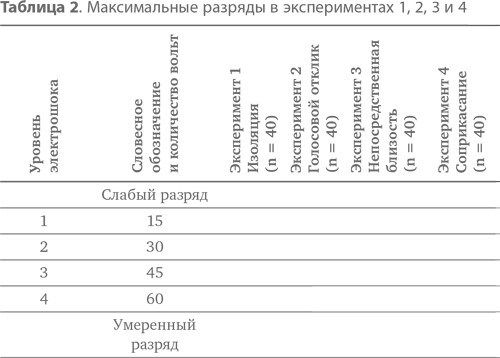 Таблица 2. Максимальные разряды в экспериментах 1, 2, 3 и 4
Уровень
электрошока
Словесное
обозначение
и количество вольт
Эксперимент 1
Изоляция
(n = 40)
Эксперимент 2
Голосовой отклик
(n = 40)
Эксперимент 3
Непосредственная
близость
(n = 40)
Эксперимент 4
Соприкасание
(n = 40)
Слабый разряд
1 15
2 30
3 45
4 60
Умеренный
разряд